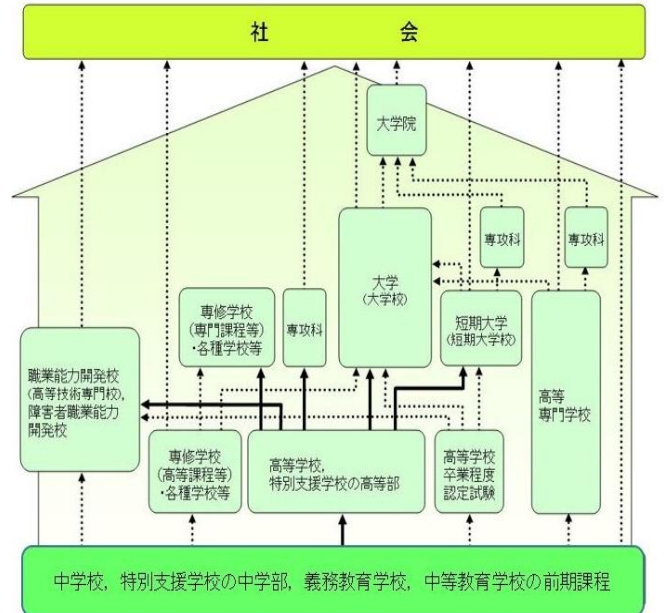 社 会
大学院
専攻科
専攻科
大学
(大学校)
専修学校
(専門課程等)
・各種学校等
専攻科
短期大学
(短期大学校)
職業能力開発校
(高等技術専門校),
障害者職業能力
開発校
高等
専門学校
専修学校
(高等課程等)
・各種学校等
高等学校,
特別支援学校の高等部
高等学校
卒業程度
認定試験
中学校, 特別支援学校の中学部, 義務教育学校, 中等教育学校の前期課程